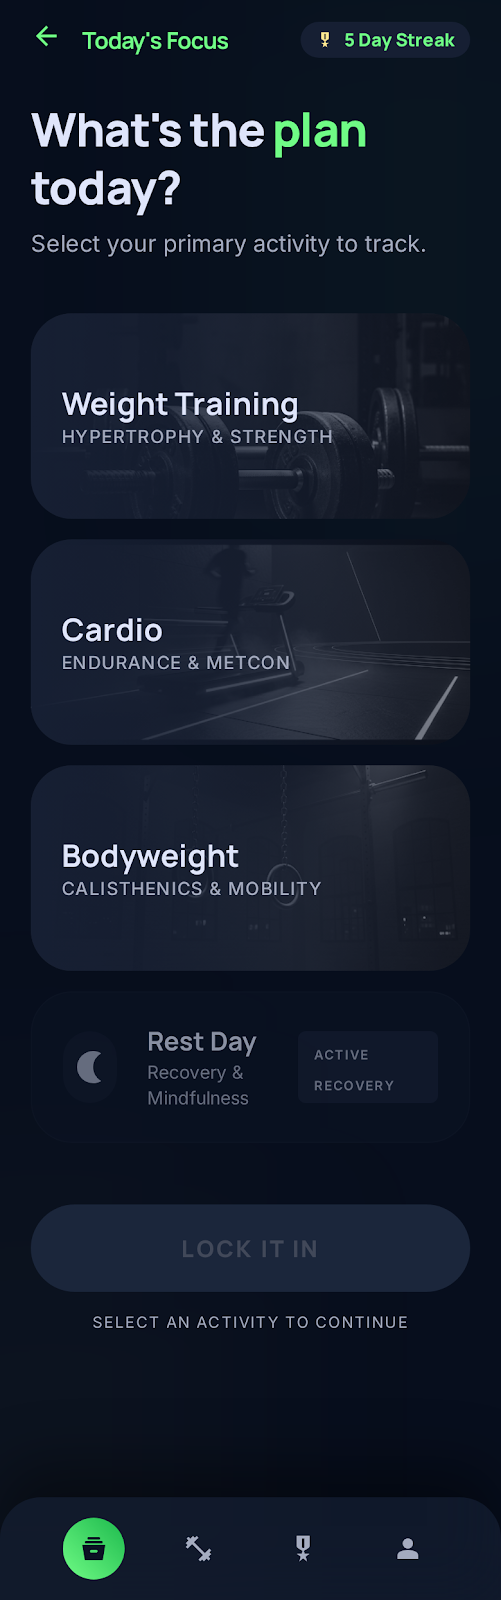 Today's Focus
5 Day Streak
What's the plan
today?
Select your primary activity to track.
Weight Training
HYPERTROPHY & STRENGTH
Cardio
ENDURANCE & METCON
Bodyweight
CALISTHENICS & MOBILITY
Rest Day
Recovery &
Mindfulness
ACTIVE
RECOVERY
LOCK IT IN
SELECT AN ACTIVITY TO CONTINUE